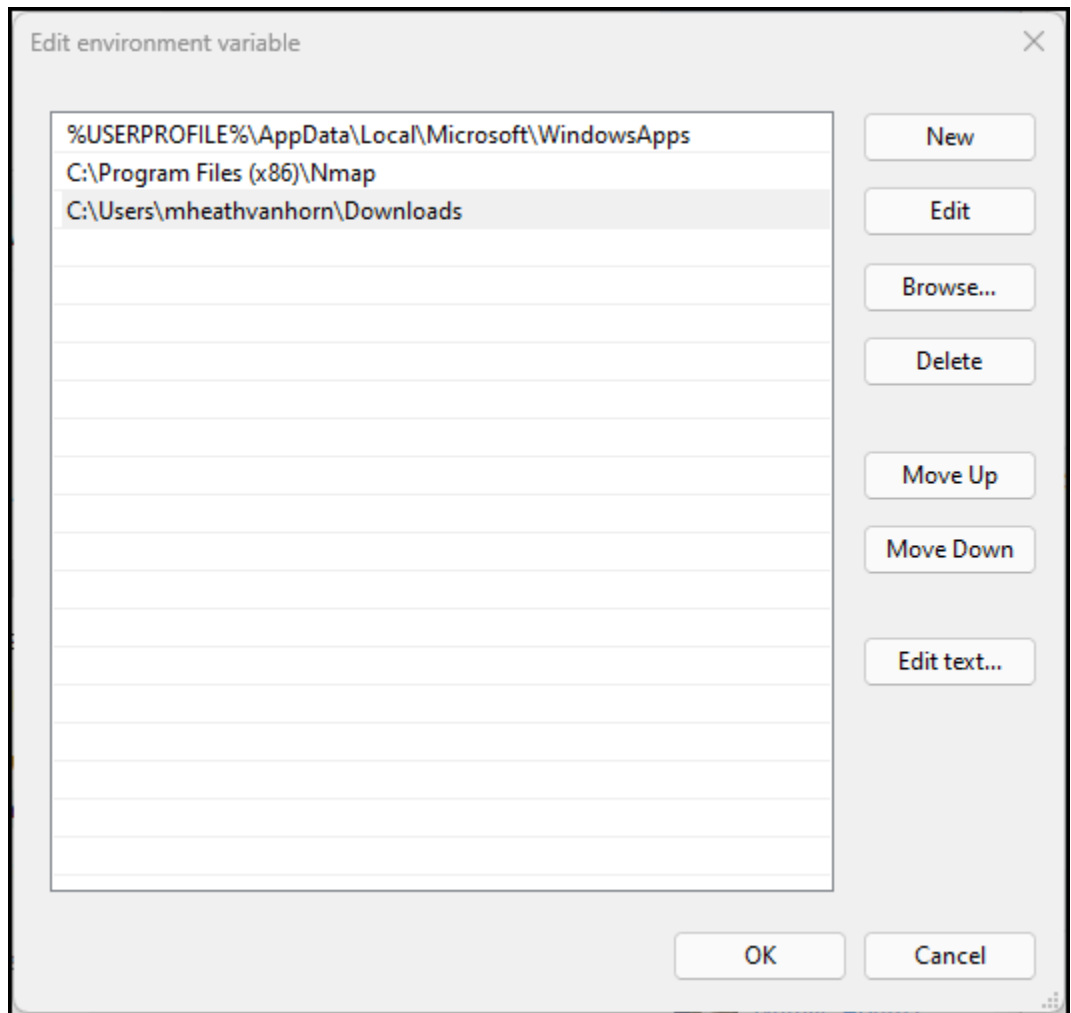 Edit environment variable
%USERPROFILE%\AppData\Local\Microsoft\WindowsApps
C:\Program Files (x86)\Nmap
C:\Users\mheathvanhorn\Downloads
New
Edit
Browse...
Delete
Move Up
Move Down
Edit text...
OK
Cancel